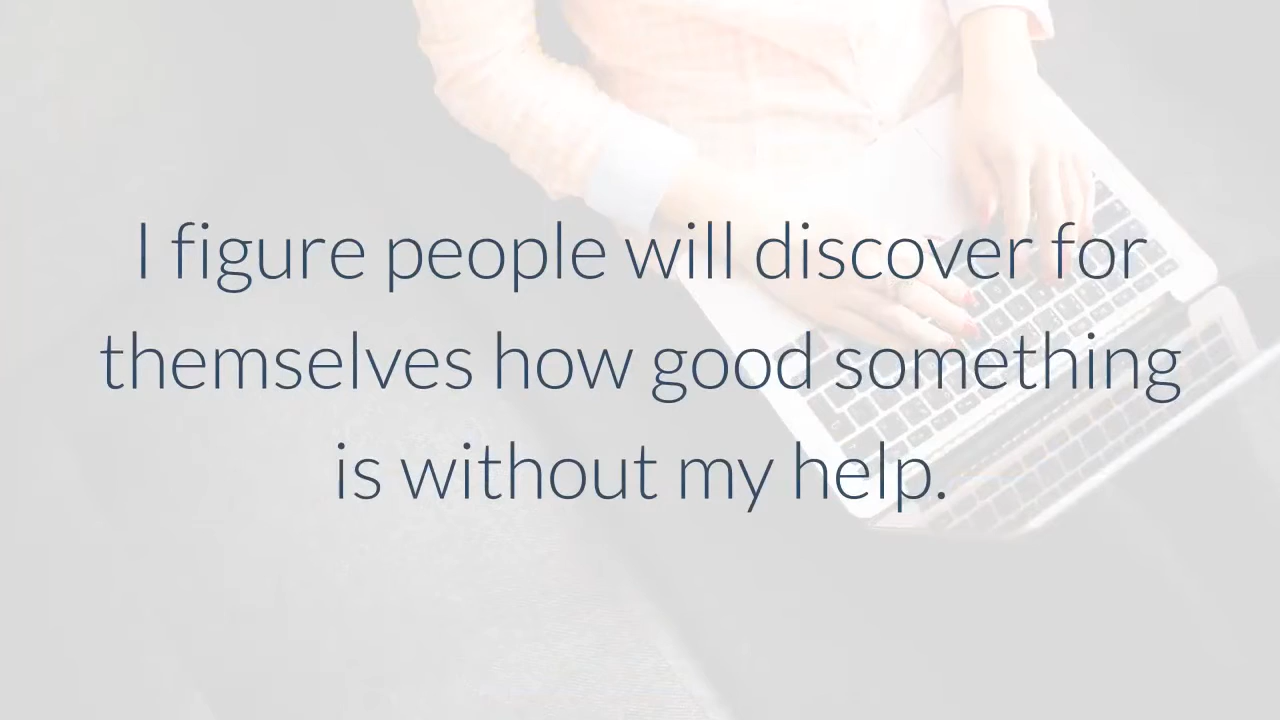 I figure people will discover for
themselves how good something
is without my help.